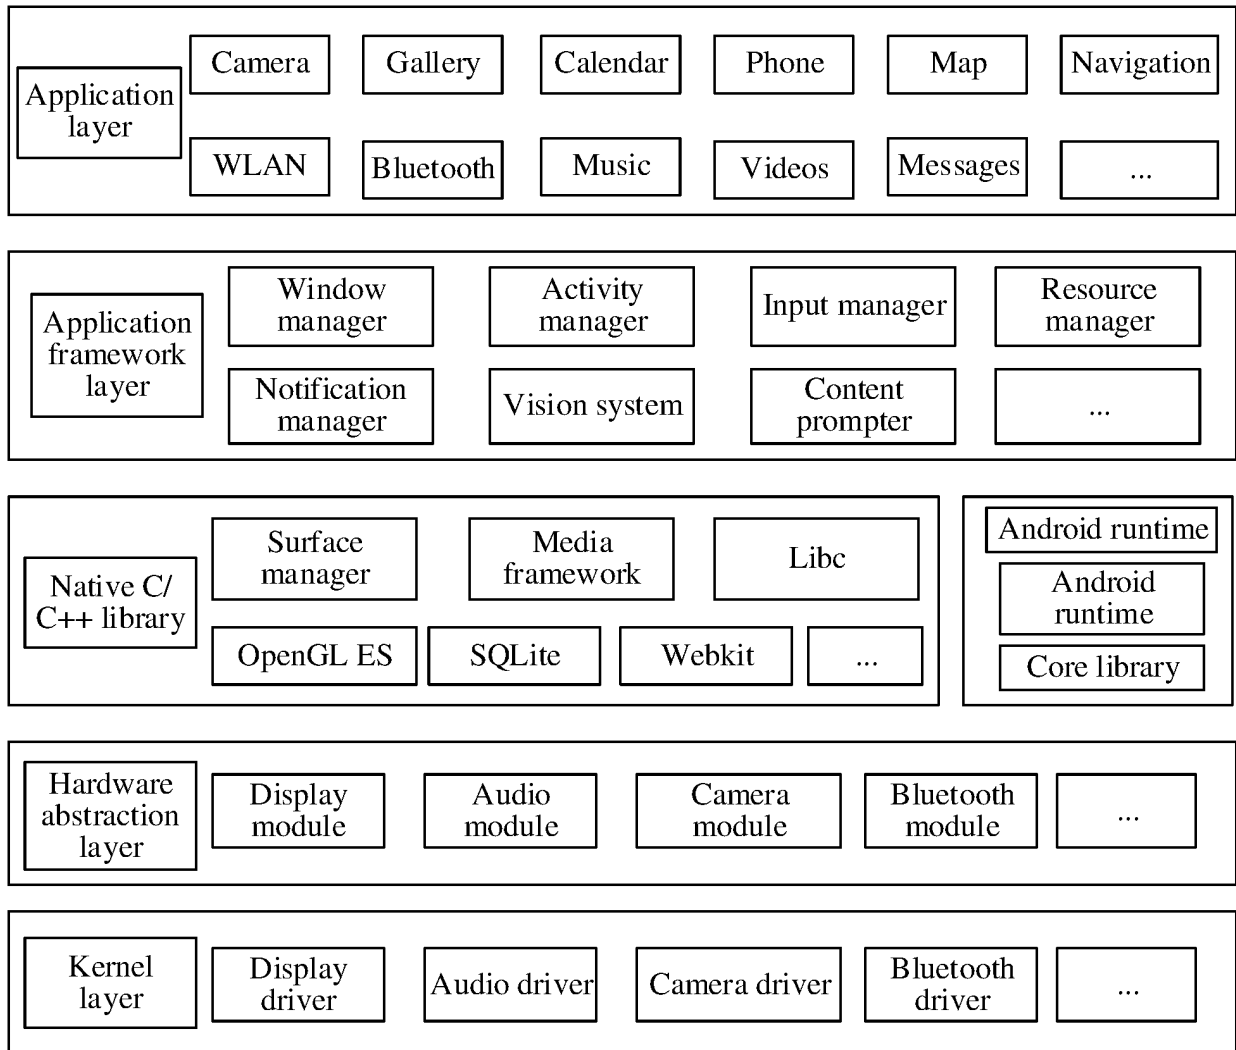 Application
layer
Camera
Gallery
Calendar
Phone
Map
Navigation
WLAN
Bluetooth
Music
Videos
Messages
...
Application
framework
layer
Window
manager
Activity
manager
Input manager
Resource
manager
Notification
manager
Vision system
Content
prompter
...
Native C/
C++ library
Surface
manager
Media
framework
Libc
OpenGL ES
SQLite
Webkit
...
Android runtime
Android
runtime
Core library
Hardware
abstraction
layer
Display
module
Audio
module
Camera
module
Bluetooth
module
...
Kernel
layer
Display
driver
Audio driver
Camera driver
Bluetooth
driver
...